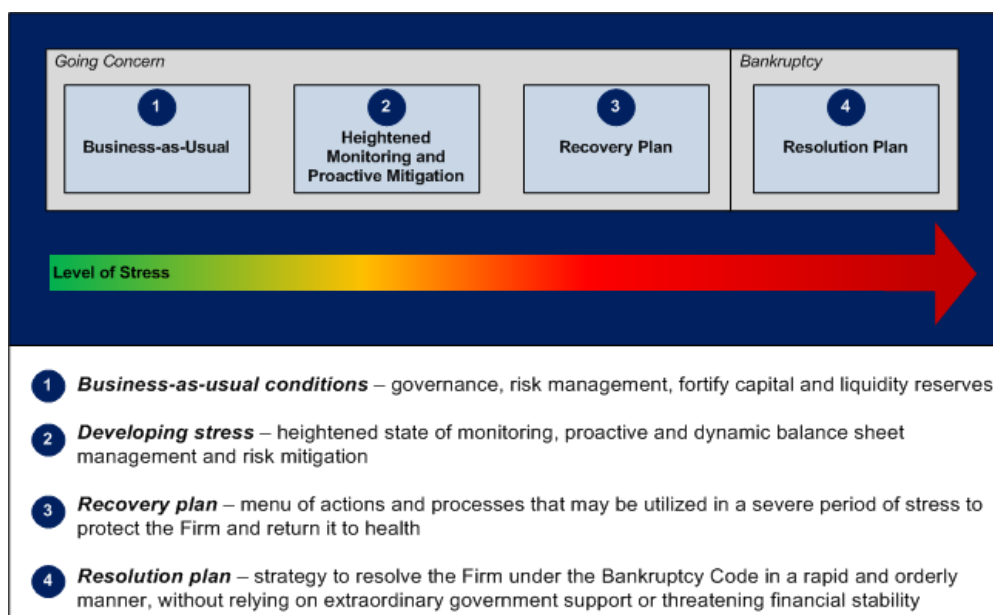 Going Concern
Bankruptcy
1
Business-as-Usual
2
Heightened
Monitoring and
Proactive Mitigation
3
Recovery Plan
4
Resolution Plan
Level of Stress
1 Business-as-usual conditions – governance, risk management, fortify capital and liquidity reserves
2 Developing stress – heightened state of monitoring, proactive and dynamic balance sheet
management and risk mitigation
3 Recovery plan – menu of actions and processes that may be utilized in a severe period of stress to
protect the Firm and return it to health
4 Resolution plan – strategy to resolve the Firm under the Bankruptcy Code in a rapid and orderly
manner, without relying on extraordinary government support or threatening financial stability